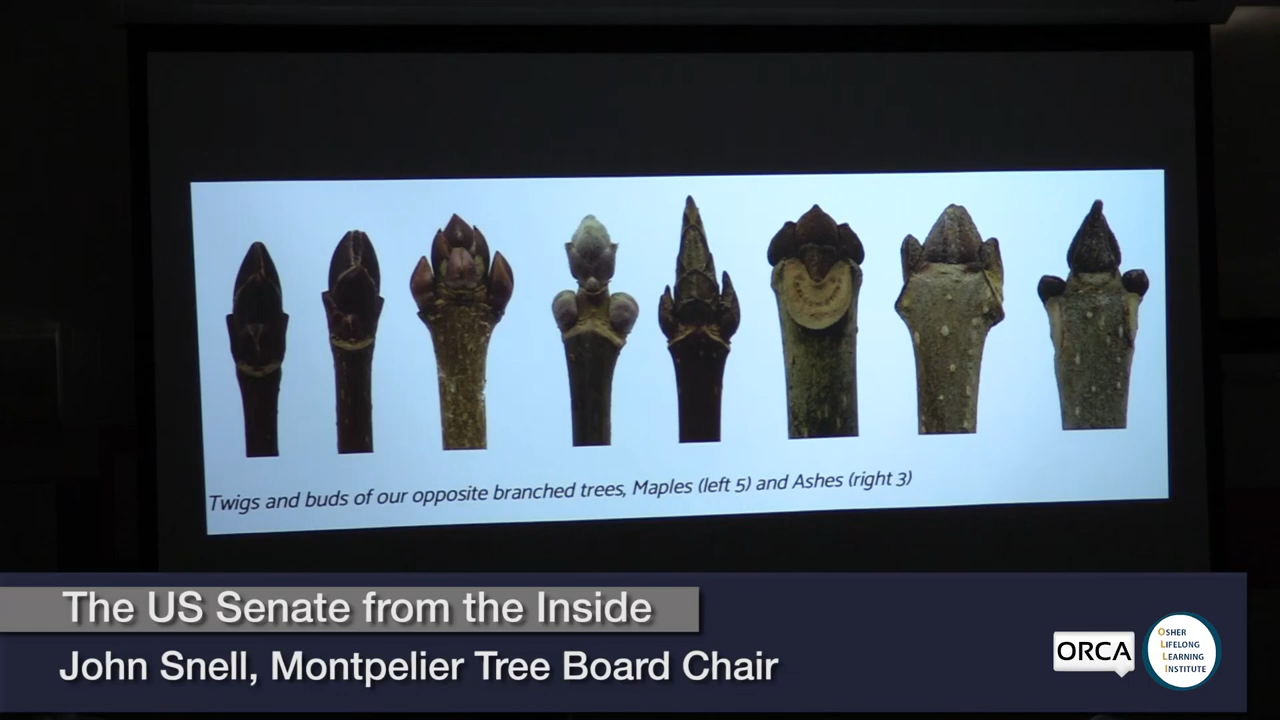 Twigs and buds of our opposite branched trees, Maples (left 5) and Ashes (right 3)
The US Senate from the Inside
John Snell, Montpelier Tree Board Chair
ORCA
OSHER
LIFELONG
LEARNING
INSTITUTE